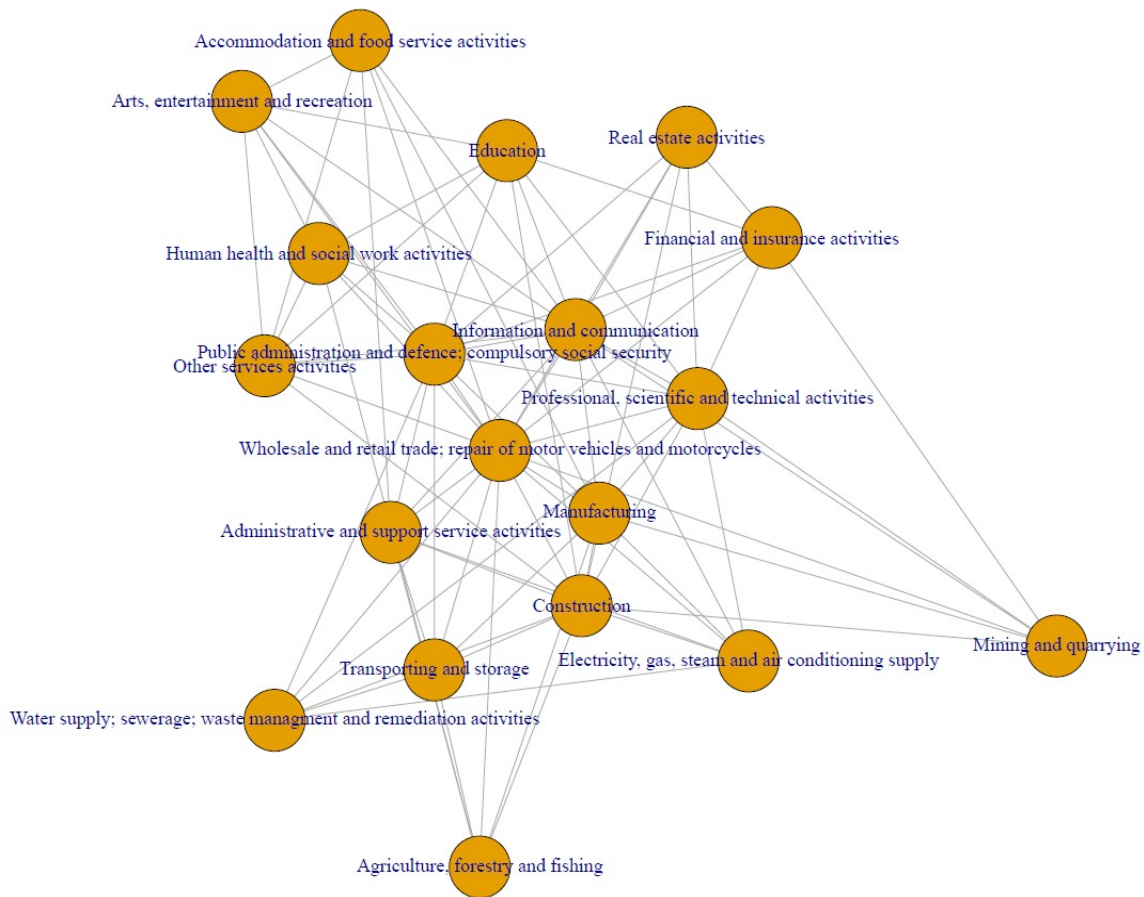 Accommodation and food service activities
Arts, entertainment and recreation
Real estate activities
Education
Financial and insurance activities
Human health and social work activities
Information and communication
Public administration and defence; compulsory social security
Other services activities
Professional, scientific and technical activities
Wholesale and retail trade; repair of motor vehicles and motorcycles
Manufacturing
Administrative and support service activities
Construction
Mining and quarrying
Electricity, gas, steam and air conditioning supply
Transporting and storage
Water supply; sewerage; waste managment and remediation activities
Agriculture, forestry and fishing